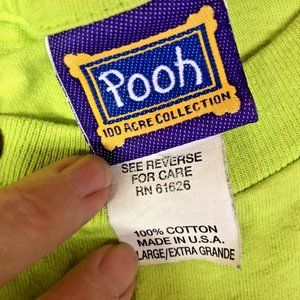 Pooh
100 ACRE COLLECTION
SEE REVERSE
FOR CARE
RN 61626
100% COTTON
MADE IN U.S.A.
LARGE/EXTRA GRANDE